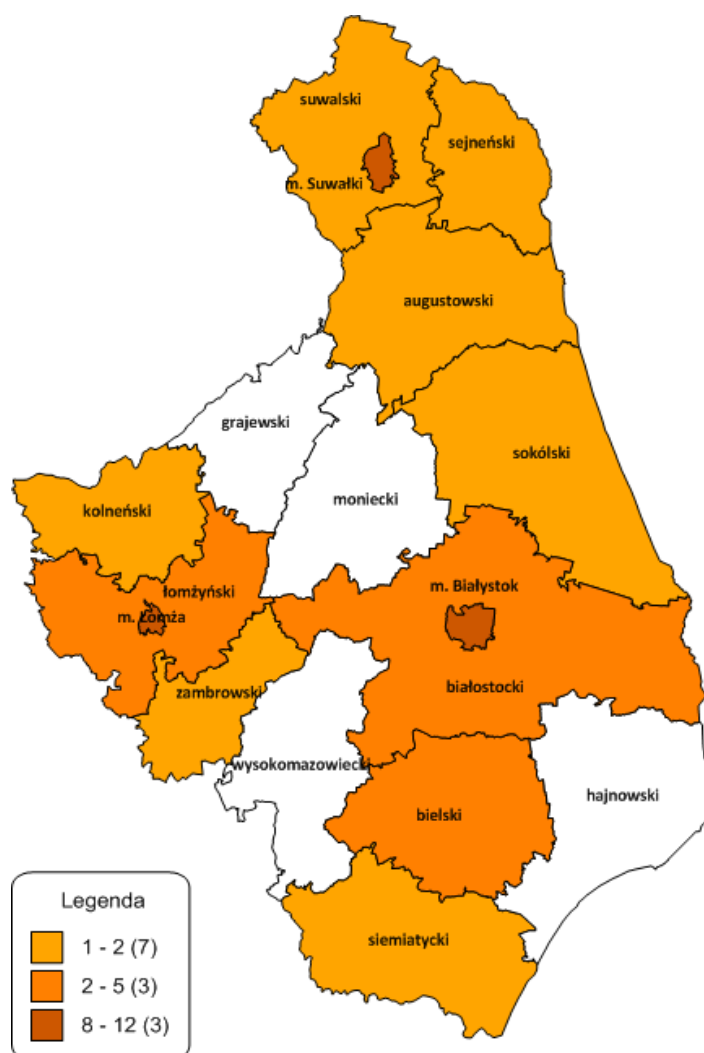 suwalski
sejneński
m. Suwałki
augustowski
grajewski
sokólski
kolneński
moniecki
łomżyński
m. Białystok
m. Łomża
zambrowski
białostocki
wysokomazowiecki
hajnowski
bielski
siemiatycki
Legenda
1 - 2 (7)
2 - 5 (3)
8 - 12 (3)